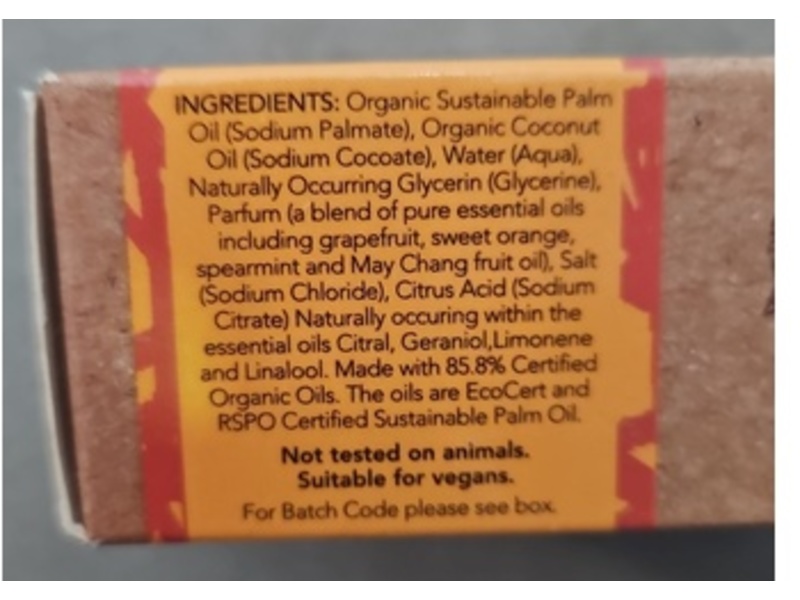 INGREDIENTS: Organic Sustainable Palm
Oil (Sodium Palmate), Organic Coconut
Oil (Sodium Cocoate), Water (Aqua),
Naturally Occurring Glycerin (Glycerine),
Parfum (a blend of pure essential oils
including grapefruit, sweet orange,
spearmint and May Chang fruit oil), Salt
(Sodium Chloride), Citrus Acid (Sodium
Citrate) Naturally occuring within the
essential oils Citral, Geraniol,Limonene
and Linalool. Made with 85.8% Certified
Organic Oils. The oils are EcoCert and
RSPO Certified Sustainable Palm Oil.
Not tested on animals.
Suitable for vegans.
For Batch Code please see box.